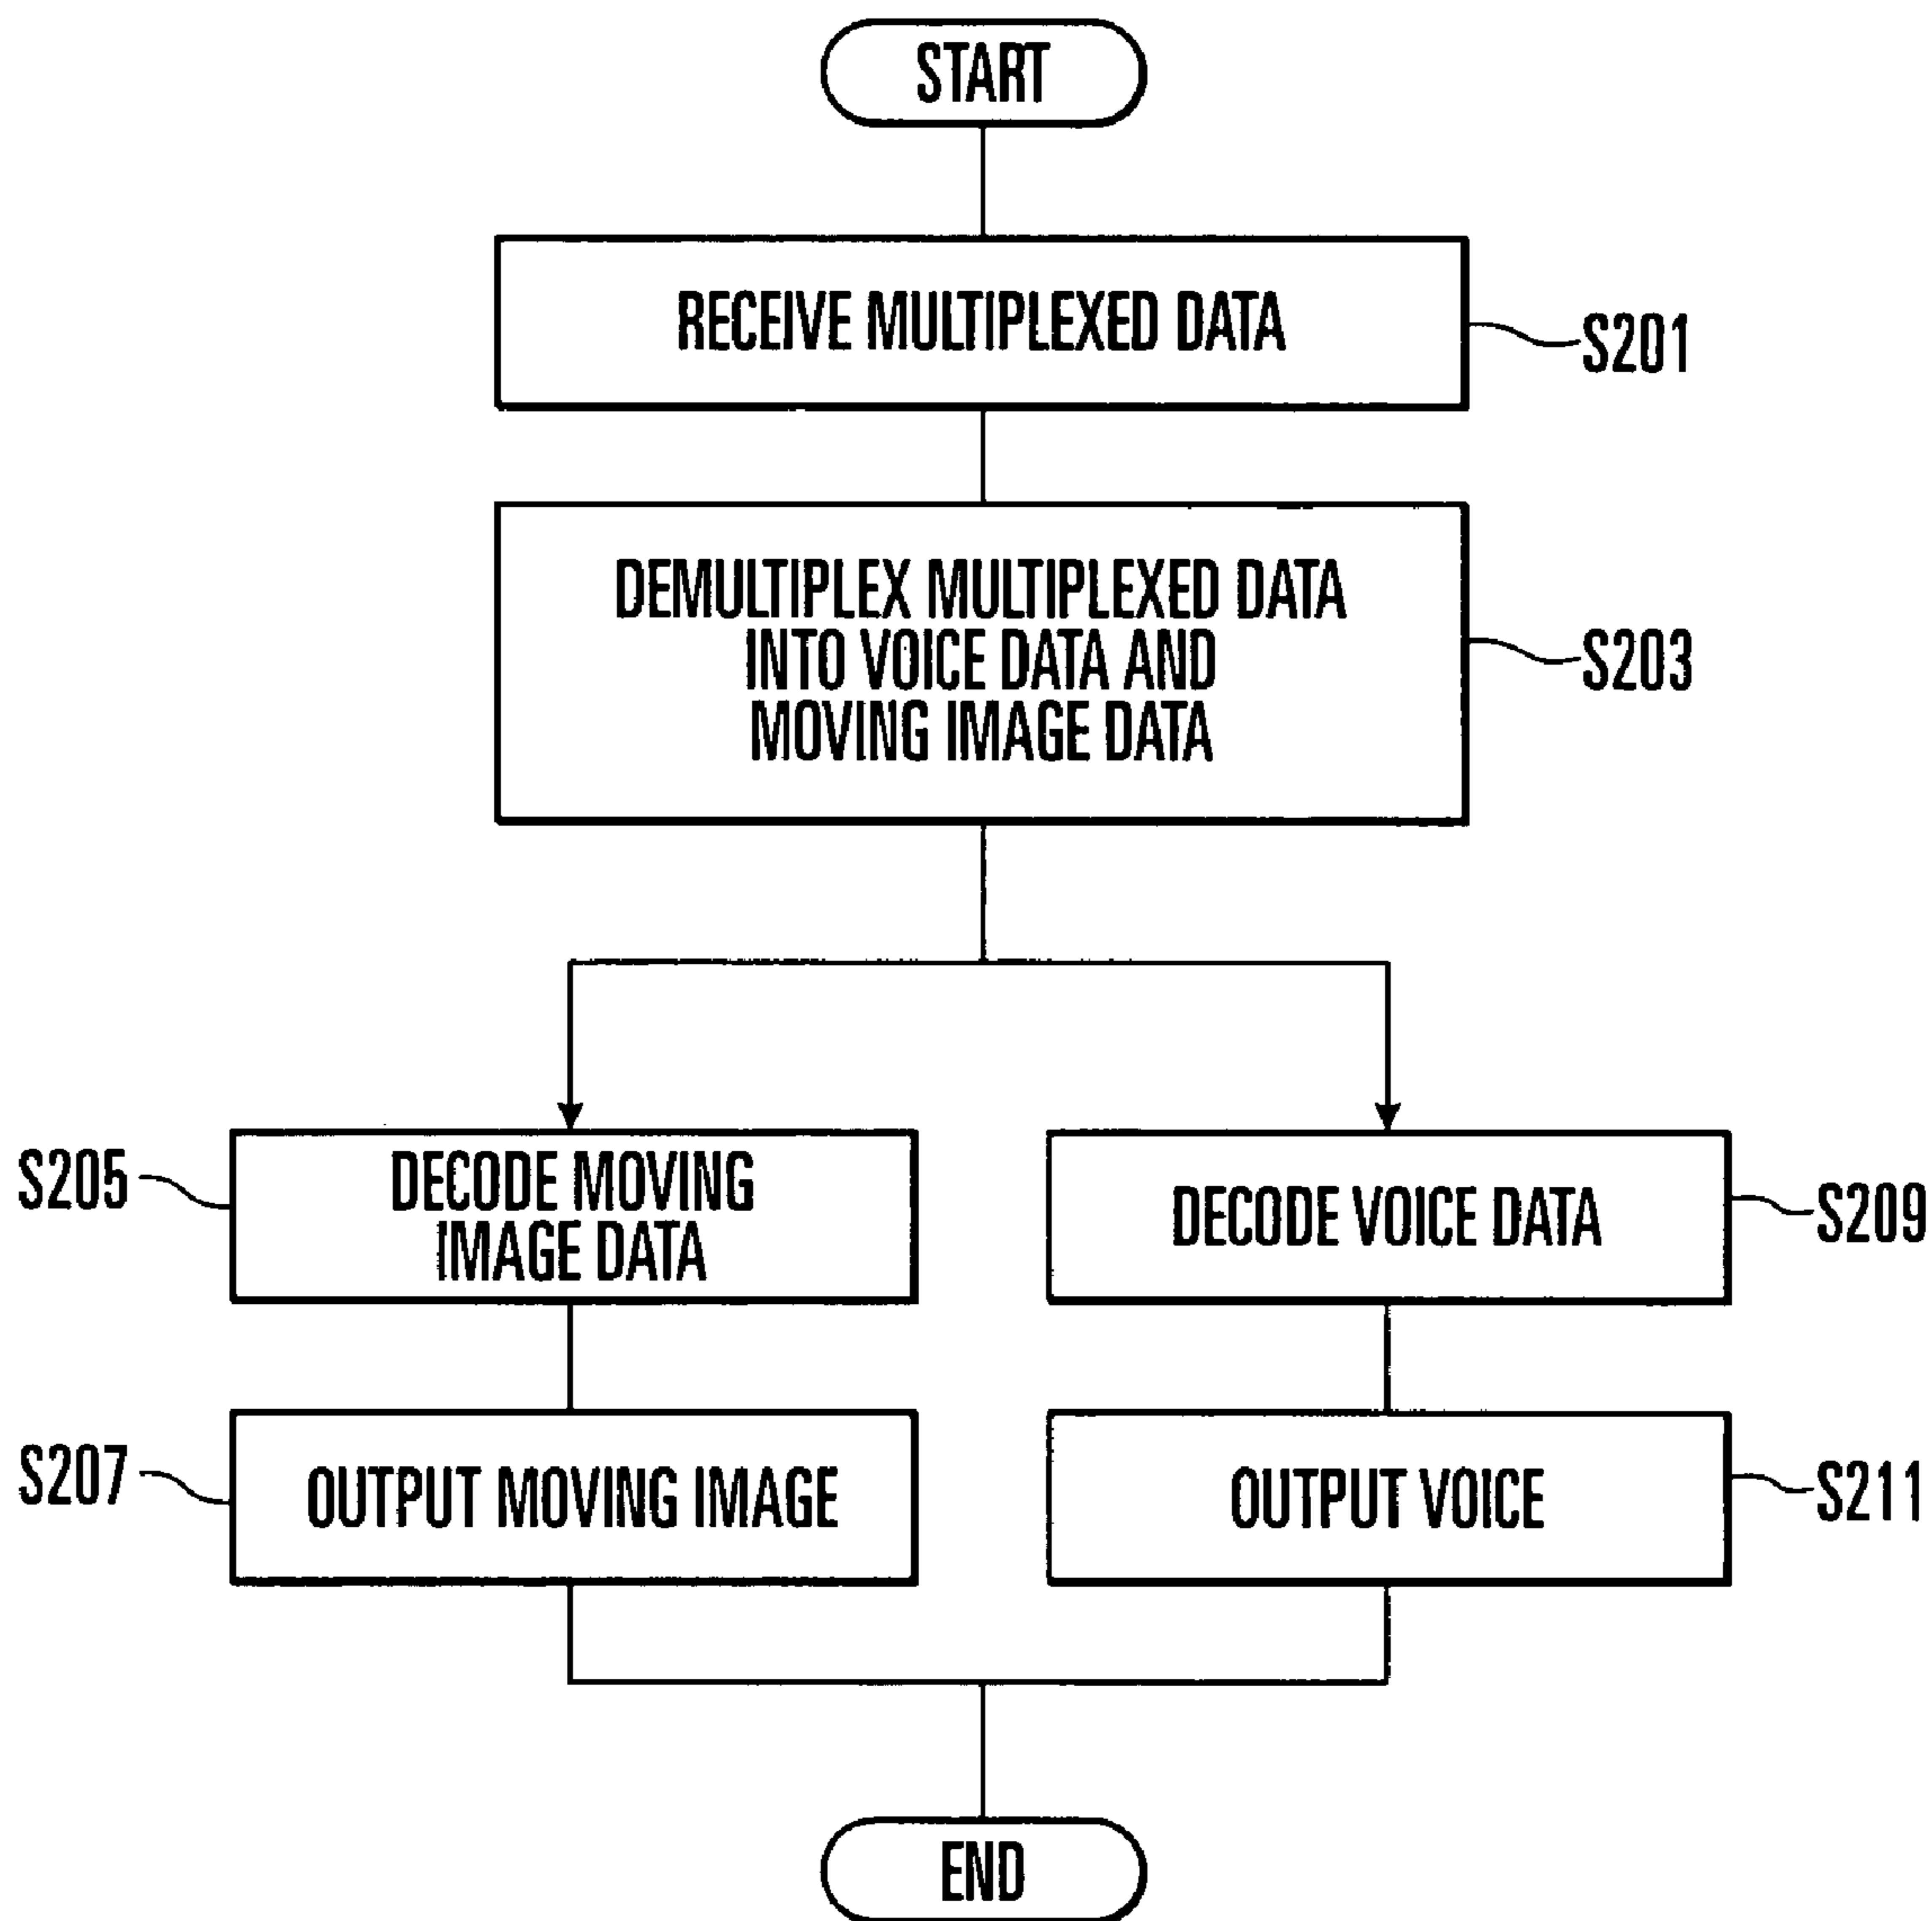 START
RECEIVE MULTIPLEXED DATA
S201
DEMULTIPLEX MULTIPLEXED DATA
INTO VOICE DATA AND
MOVING IMAGE DATA
S203
S205
DECODE MOVING
IMAGE DATA
DECODE VOICE DATA
S209
S207
OUTPUT MOVING IMAGE
OUTPUT VOICE
S211
END